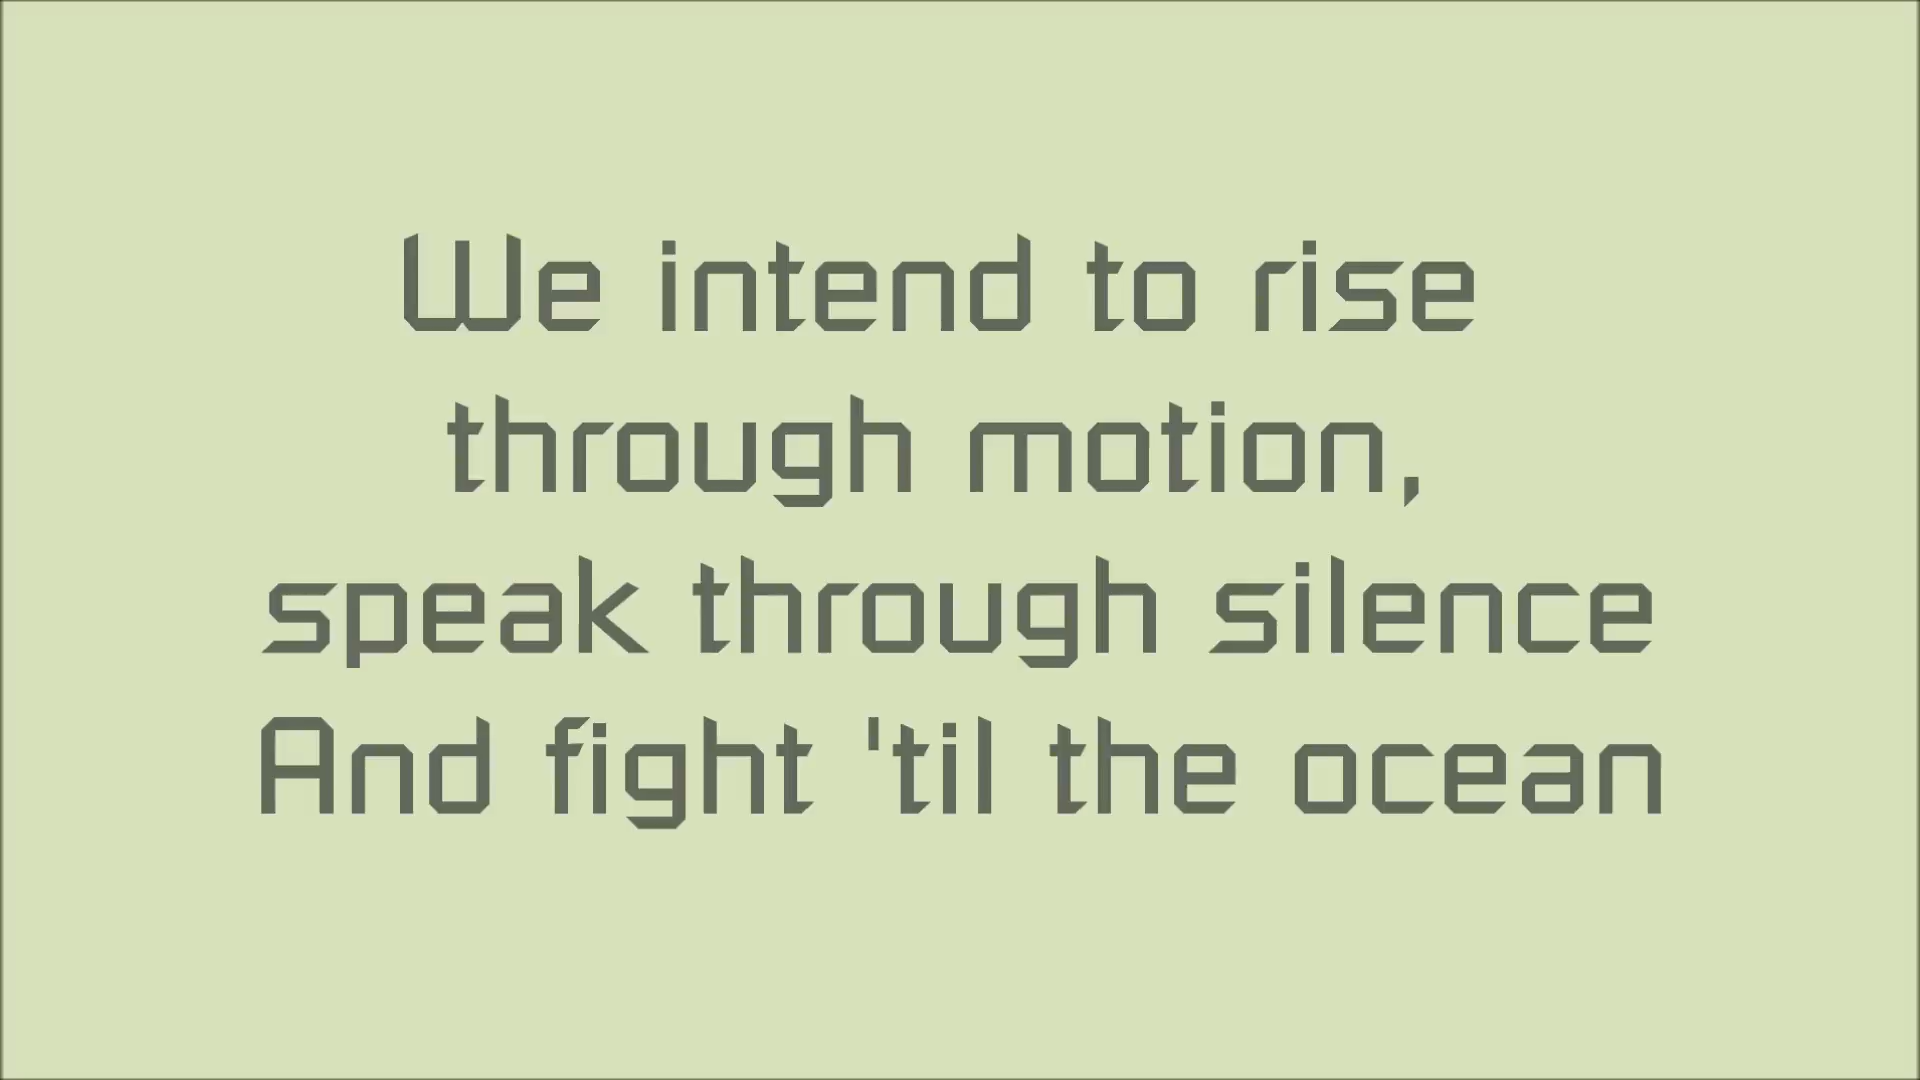 We intend to rise
through motion,
speak through silence
And fight 'til the ocean